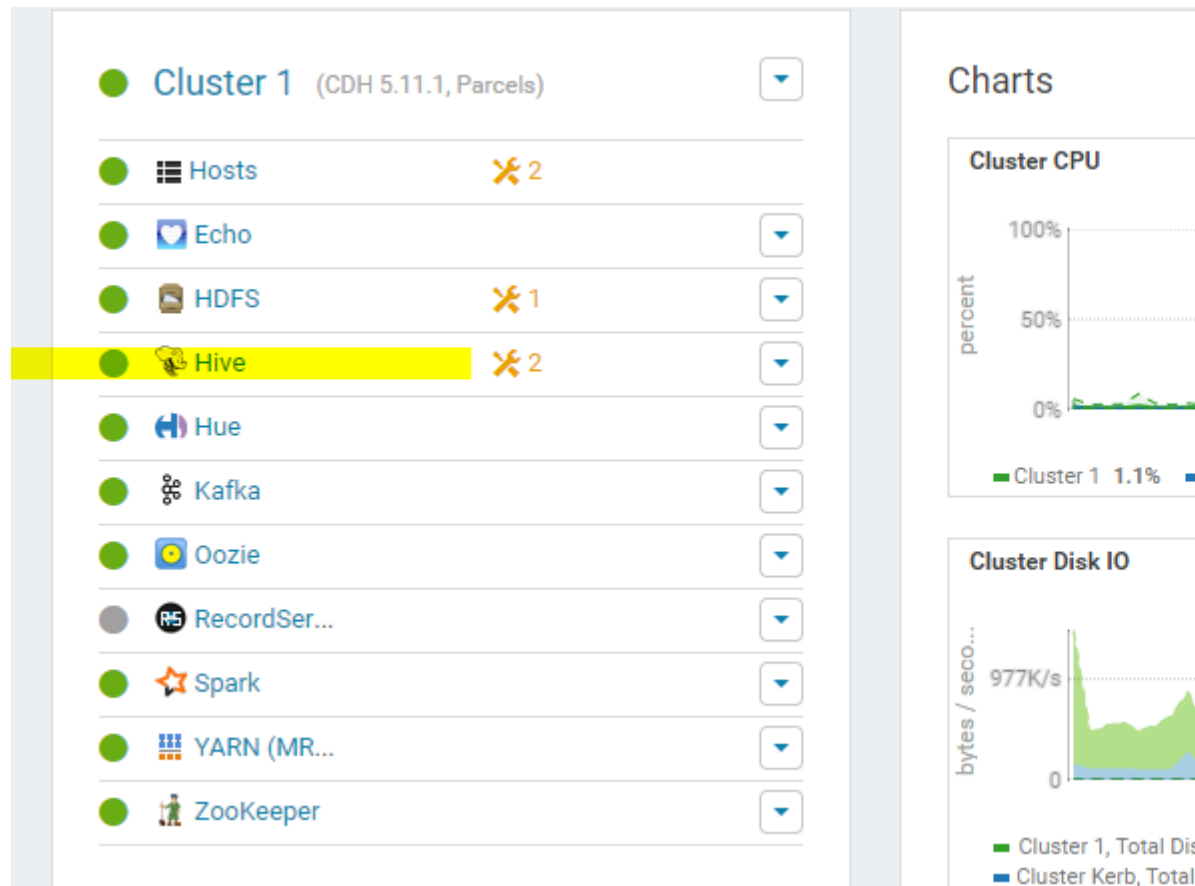 Cluster 1 (CDH 5.11.1, Parcels)
Hosts 2
Echo
HDFS 1
Hive 2
Hue
Kafka
Oozie
RecordSer...
Spark
YARN (MR...
ZooKeeper
Charts
Cluster CPU
percent
100%
50%
0%
Cluster 1 1.1%
Cluster Disk IO
bytes / seco...
977K/s
0
Cluster 1, Total Dis
Cluster Kerb, Total